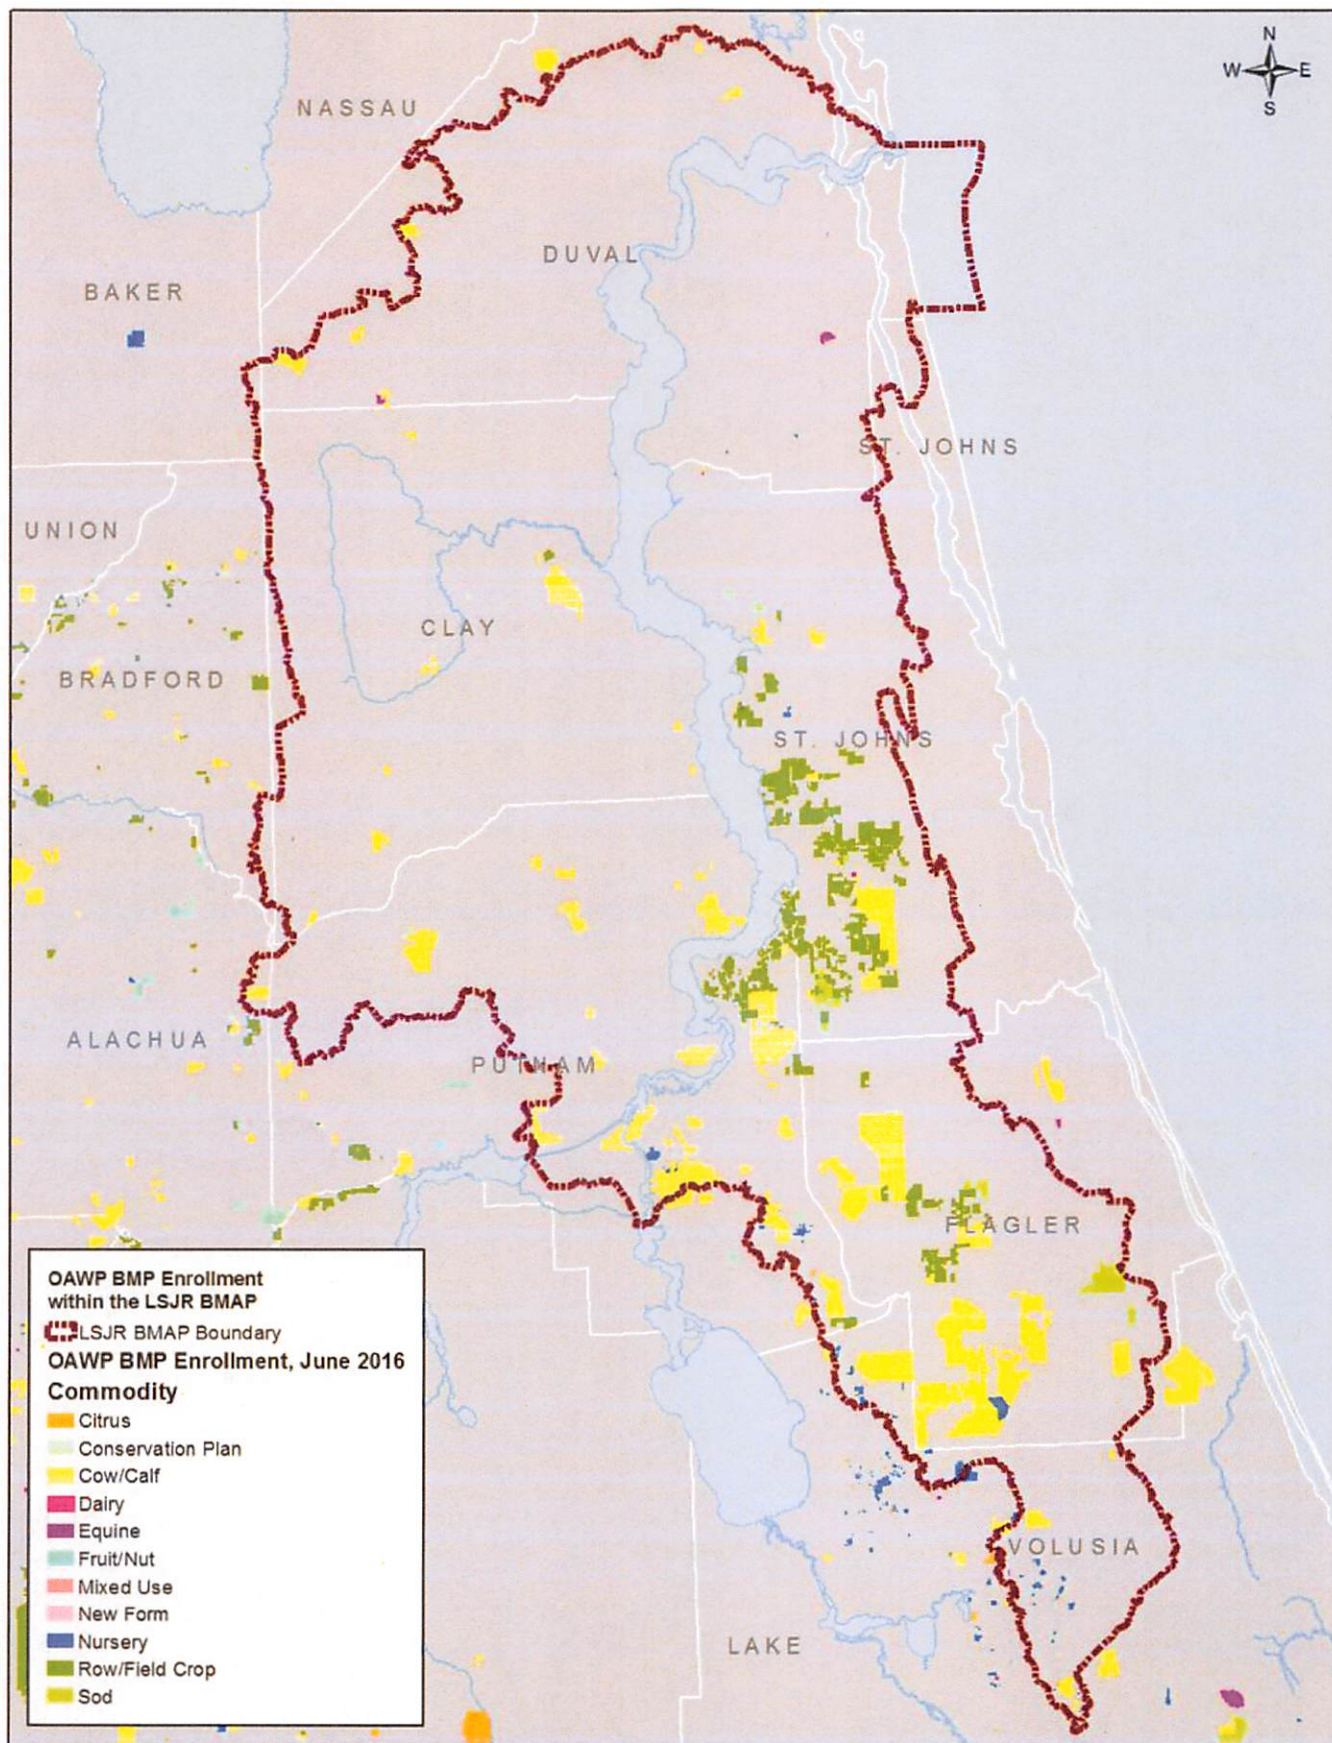 N
W E
S
NASSAU
DUVAL
BAKER
ST. JOHNS
UNION
CLAY
BRADFORD
ST. JOHNS
ALACHUA
PUTNAM
FLAGLER
VOLUSIA
LAKE
OAWP BMP Enrollment
within the LSJR BMAP
LSJR BMAP Boundary
OAWP BMP Enrollment, June 2016
Commodity
Citrus
Conservation Plan
Cow/Calf
Dairy
Equine
Fruit/Nut
Mixed Use
New Form
Nursery
Row/Field Crop
Sod